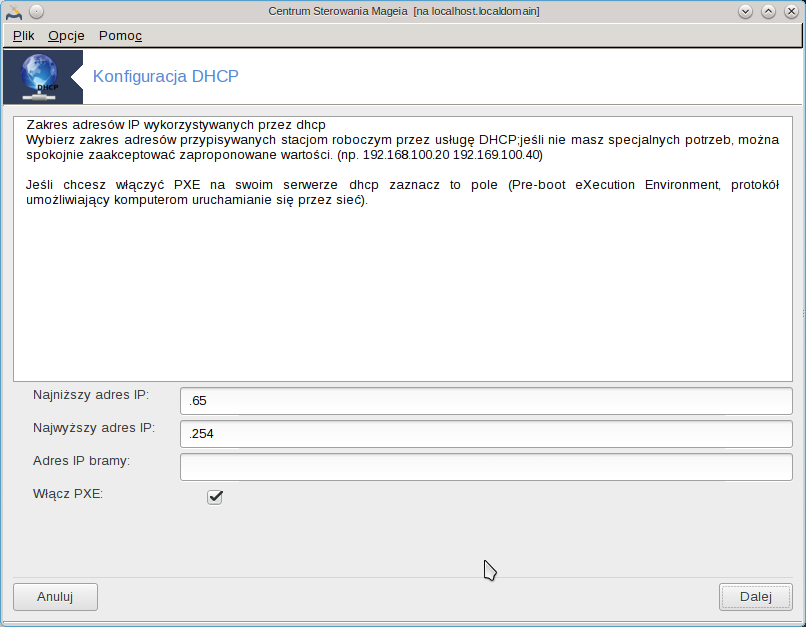 Centrum Sterowania Mageia [na localhost.localdomain]
Plik Opcje Pomoc
DHCP
Konfiguracja DHCP
Zakres adresów IP wykorzystywanych przez dhcp
Wybierz zakres adresów przypisywanych stacjom roboczym przez usługę DHCP;jeśli nie masz specjalnych potrzeb, można
spokojnie zaakceptować zaproponowane wartości. (np. 192.168.100.20 192.169.100.40)
Jeśli chcesz włączyć PXE na swoim serwerze dhcp zaznacz to pole (Pre-boot eXecution Environment, protokół
umożliwiający komputerom uruchamianie się przez sieć).
Najniższy adres IP: .65
Najwyższy adres IP: .254
Adres IP bramy:
Włącz PXE:
Anuluj Dalej